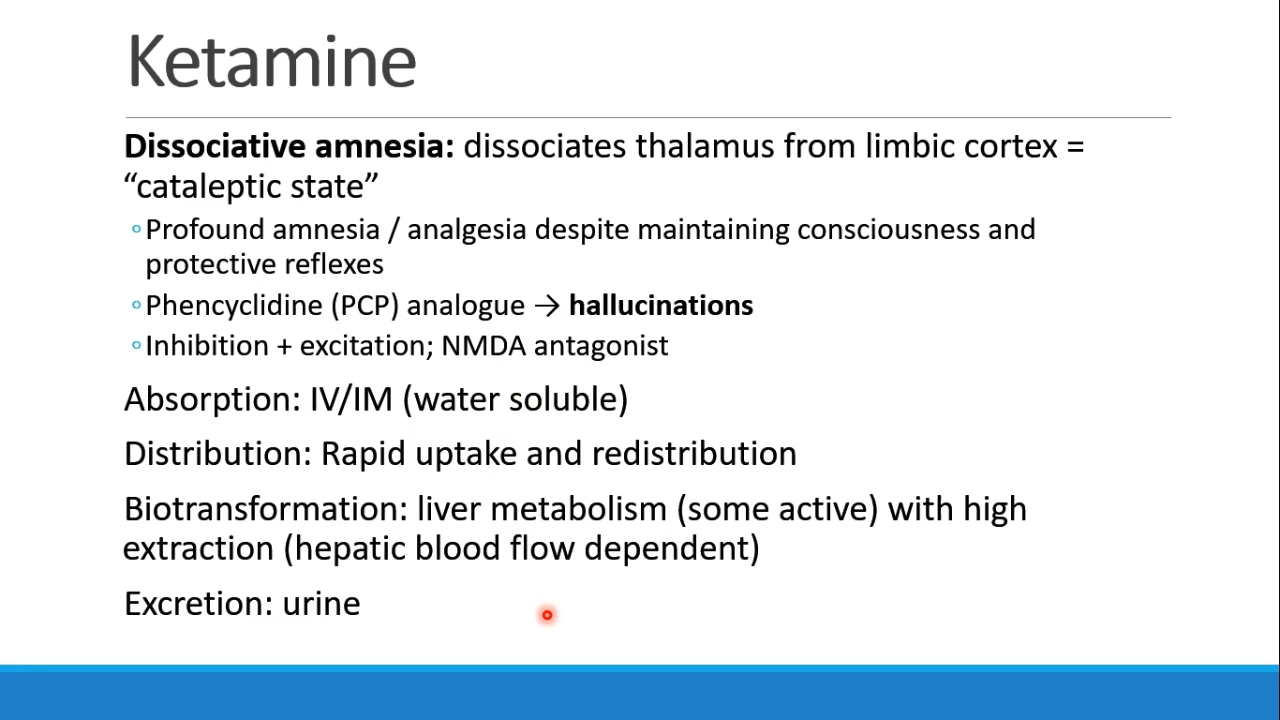 Ketamine
Dissociative amnesia: dissociates thalamus from limbic cortex =
“cataleptic state”
◦Profound amnesia / analgesia despite maintaining consciousness and
protective reflexes
◦Phencyclidine (PCP) analogue → hallucinations
◦Inhibition + excitation; NMDA antagonist
Absorption: IV/IM (water soluble)
Distribution: Rapid uptake and redistribution
Biotransformation: liver metabolism (some active) with high
extraction (hepatic blood flow dependent)
Excretion: urine